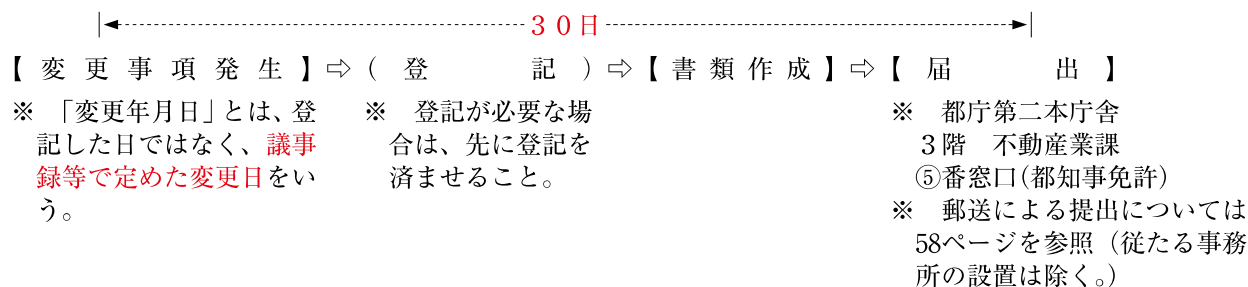 ３０日
【変更事項発生】⇨（登記）⇨【書類作成】⇨【届出】
※　「変更年月日」とは、登
記した日ではなく、議事
録等で定めた変更日をい
う。
※　登記が必要な場
合は、先に登記を
済ませること。
※　都庁第二本庁舎
３階　不動産業課
⑤番窓口(都知事免許)
※　郵送による提出については
58ページを参照（従たる事務
所の設置は除く。）